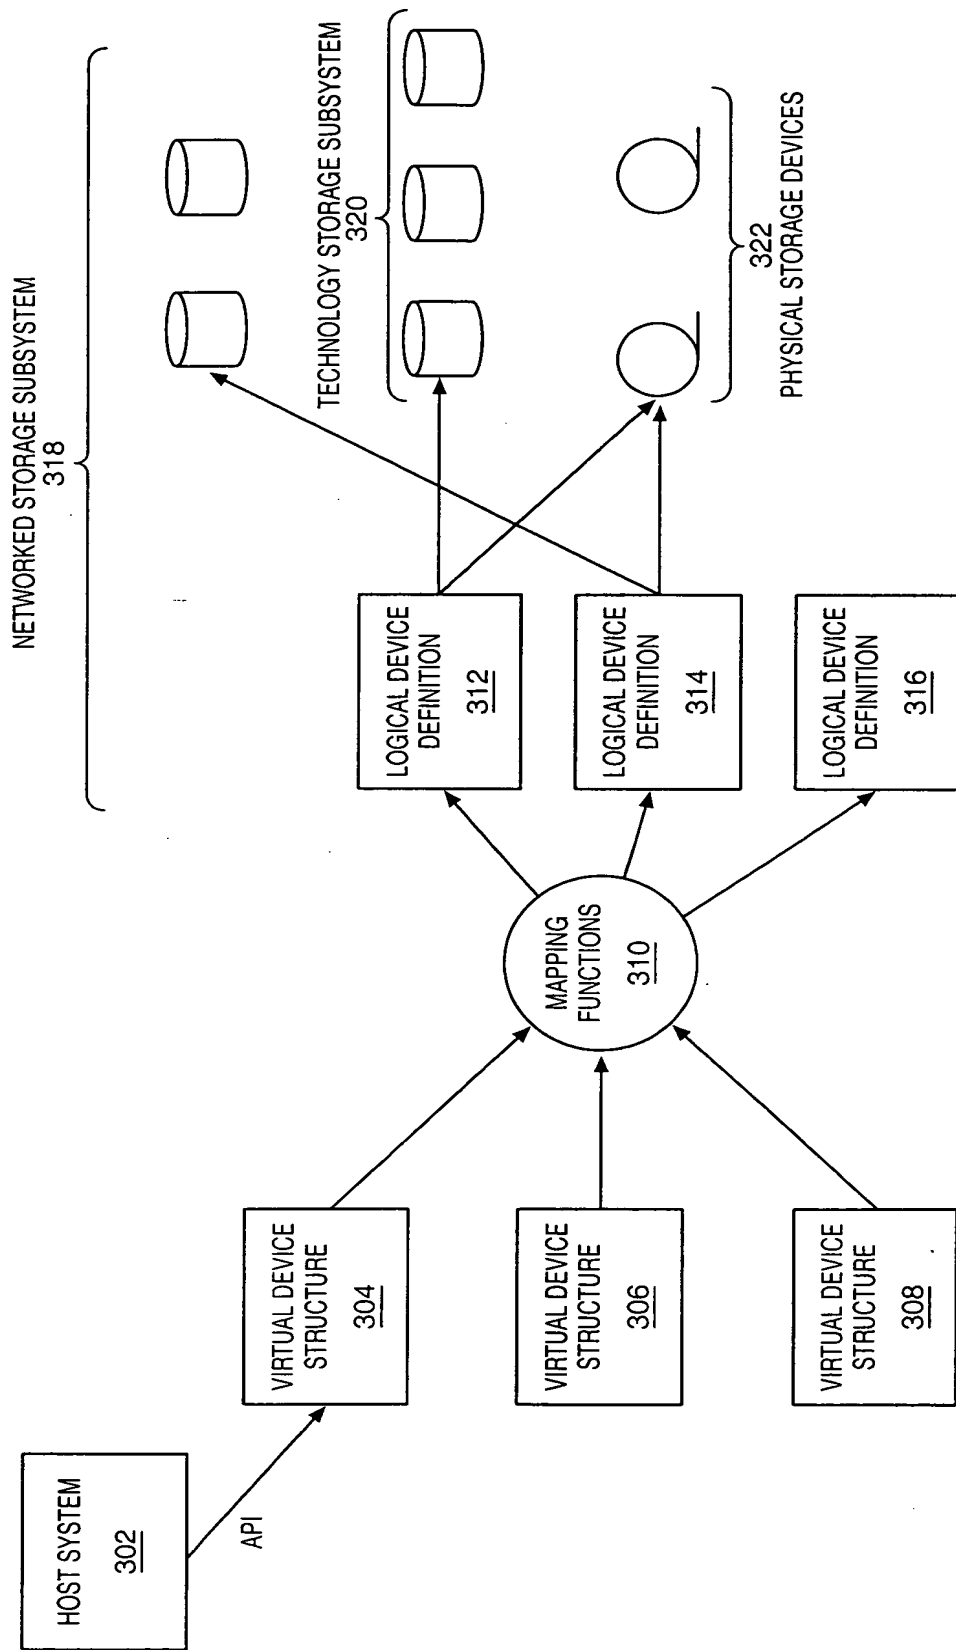 HOST SYSTEM
302
API
VIRTUAL DEVICE
STRUCTURE
304
VIRTUAL DEVICE
STRUCTURE
306
VIRTUAL DEVICE
STRUCTURE
308
MAPPING
FUNCTIONS
310
LOGICAL DEVICE
DEFINITION
312
LOGICAL DEVICE
DEFINITION
314
LOGICAL DEVICE
DEFINITION
316
NETWORKED STORAGE SUBSYSTEM
318
TECHNOLOGY STORAGE SUBSYSTEM
320
322
PHYSICAL STORAGE DEVICES